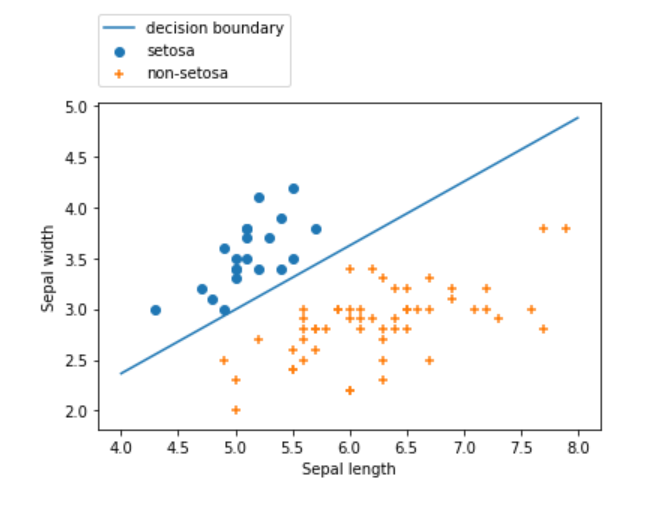 decision boundary
setosa
non-setosa
5.0
4.5
4.0
3.5
3.0
2.5
2.0
Sepal width
4.0 4.5 5.0 5.5 6.0 6.5 7.0 7.5 8.0
Sepal length